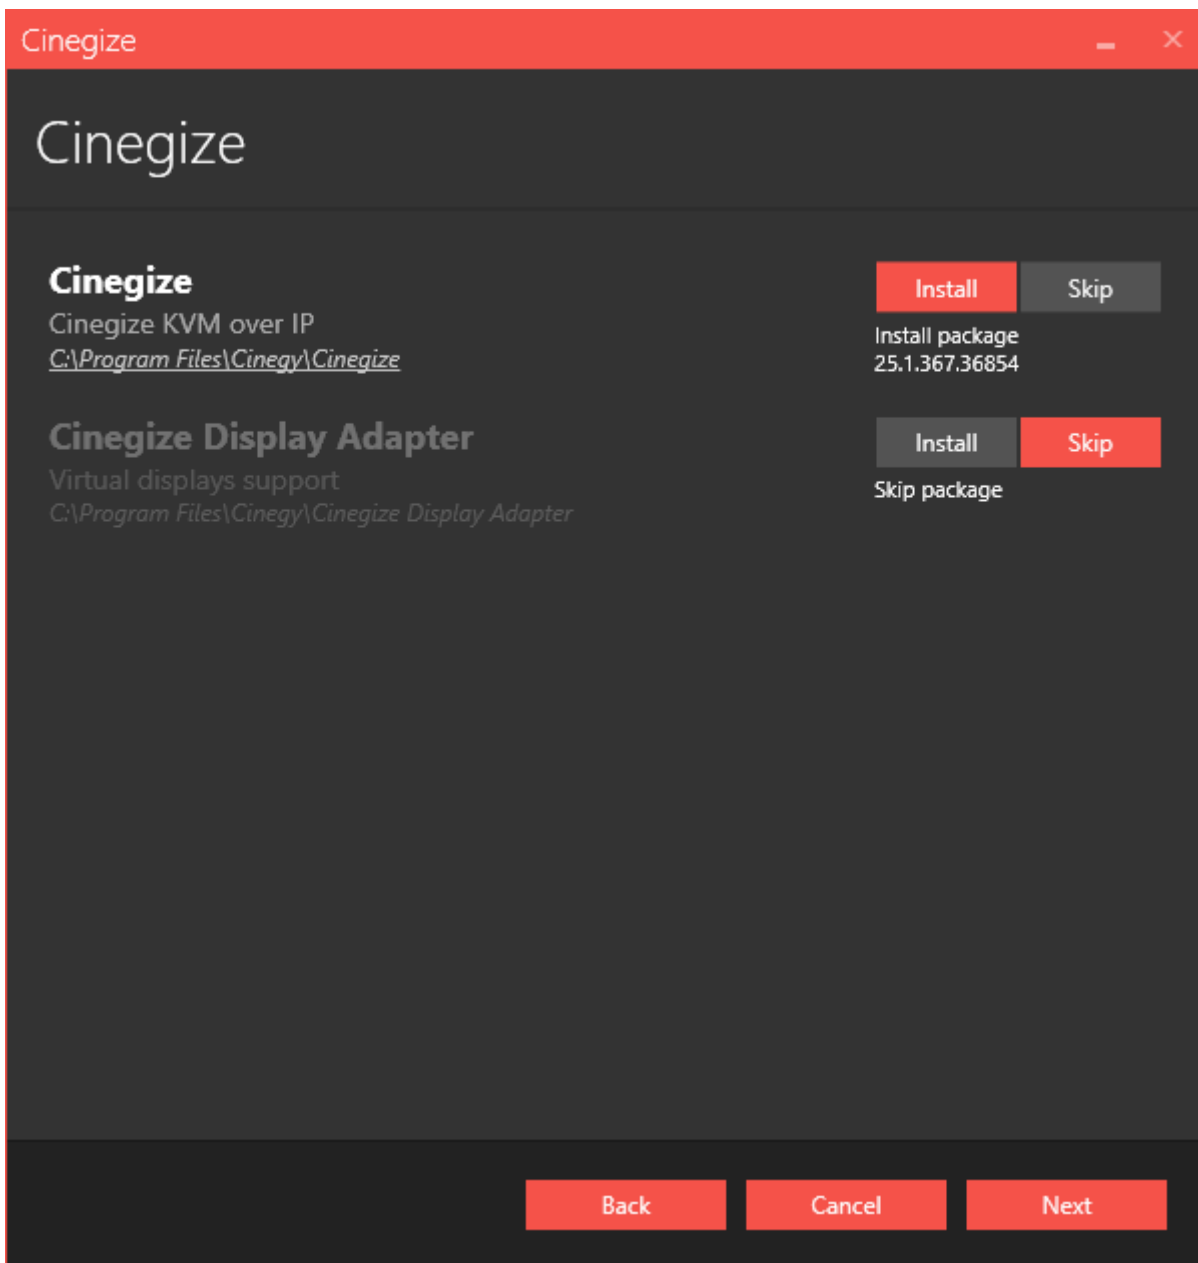 Cinegize
Cinegize
Cinegize
Cinegize KVM over IP
C:\Program Files\Cinegy\Cinegize
Install
Skip
Install package
25.1.367.36854
Cinegize Display Adapter
Virtual displays support
C:\Program Files\Cinegy\Cinegize Display Adapter
Install
Skip
Skip package
Back
Cancel
Next